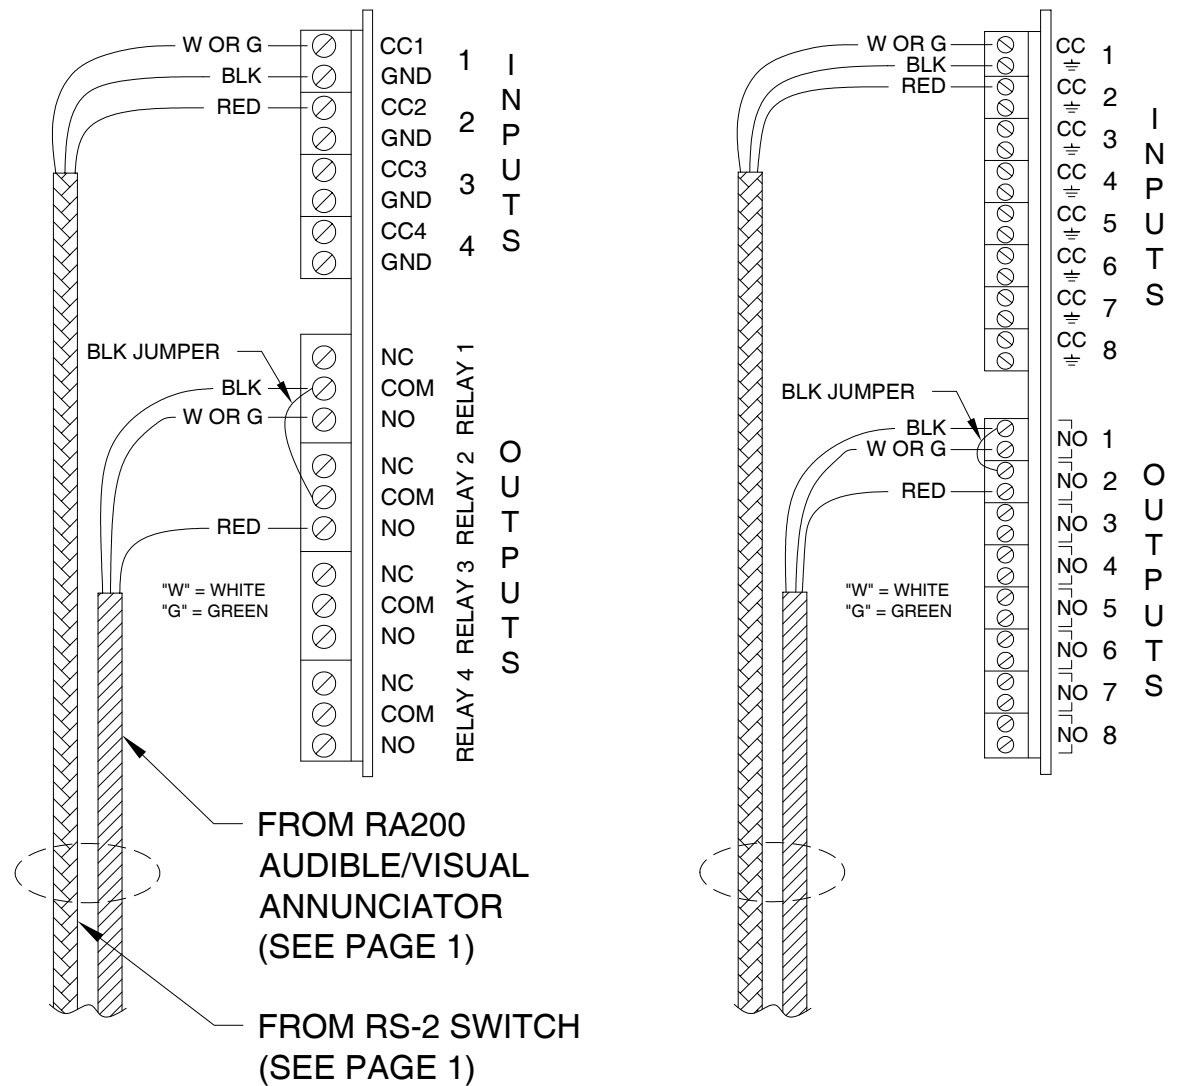 W OR G
BLK
RED
CC1
GND
CC2
GND
CC3
GND
CC4
GND
1
2
3
4
INPUTS
BLK JUMPER
BLK
W OR G
RED
NC
COM
NO
NC
COM
NO
NC
COM
NO
NC
COM
NO
RELAY 1
RELAY 2
RELAY 3
RELAY 4
OUTPUTS
"W" = WHITE
"G" = GREEN
FROM RA200
AUDIBLE/VISUAL
ANNUNCIATOR
(SEE PAGE 1)
FROM RS-2 SWITCH
(SEE PAGE 1)
W OR G
BLK
RED
CC 1
CC 2
CC 3
CC 4
CC 5
CC 6
CC 7
CC 8
INPUTS
BLK JUMPER
BLK
W OR G
RED
NO 1
NO 2
NO 3
NO 4
NO 5
NO 6
NO 7
NO 8
OUTPUTS
"W" = WHITE
"G" = GREEN